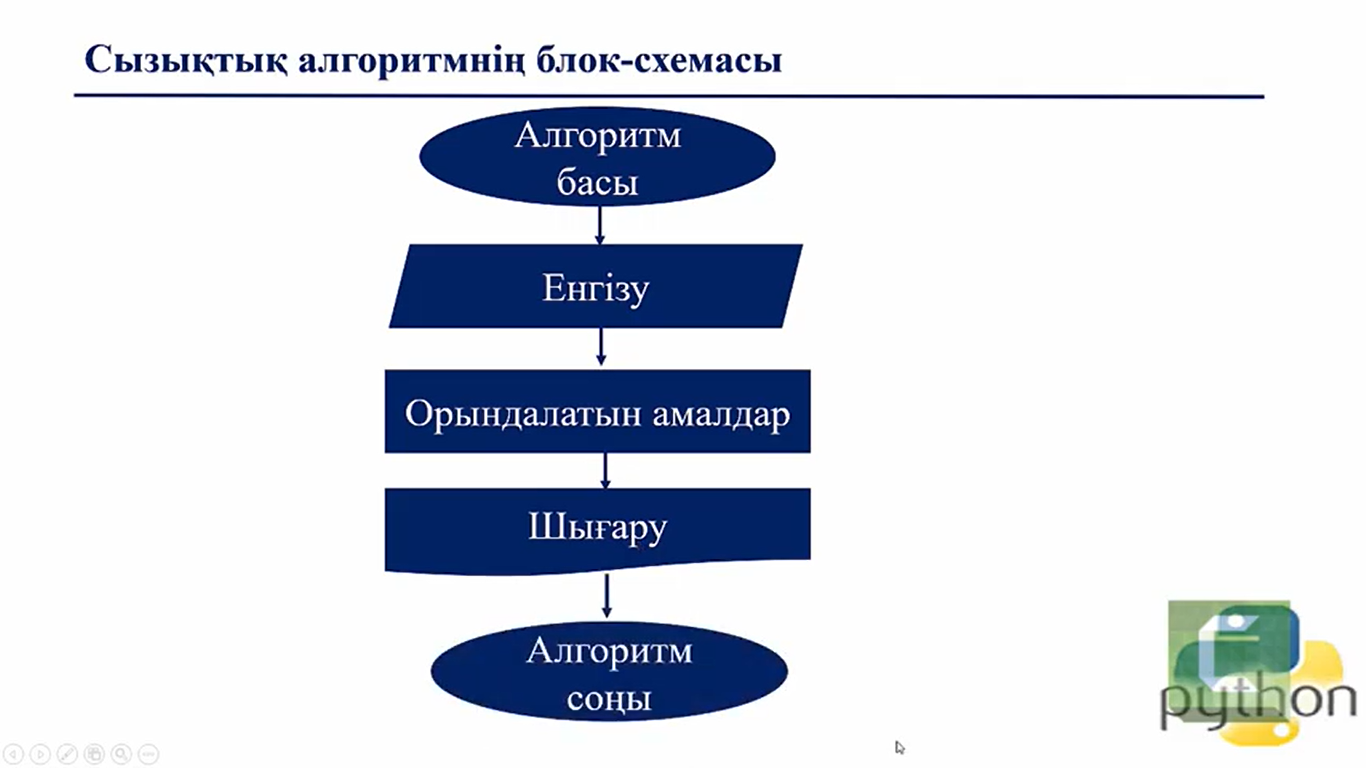 Сызықтық алгоритмнің блок-схемасы
Алгоритм
басы
Енгізу
Орындалатын амалдар
Шығару
Алгоритм
соңы
python